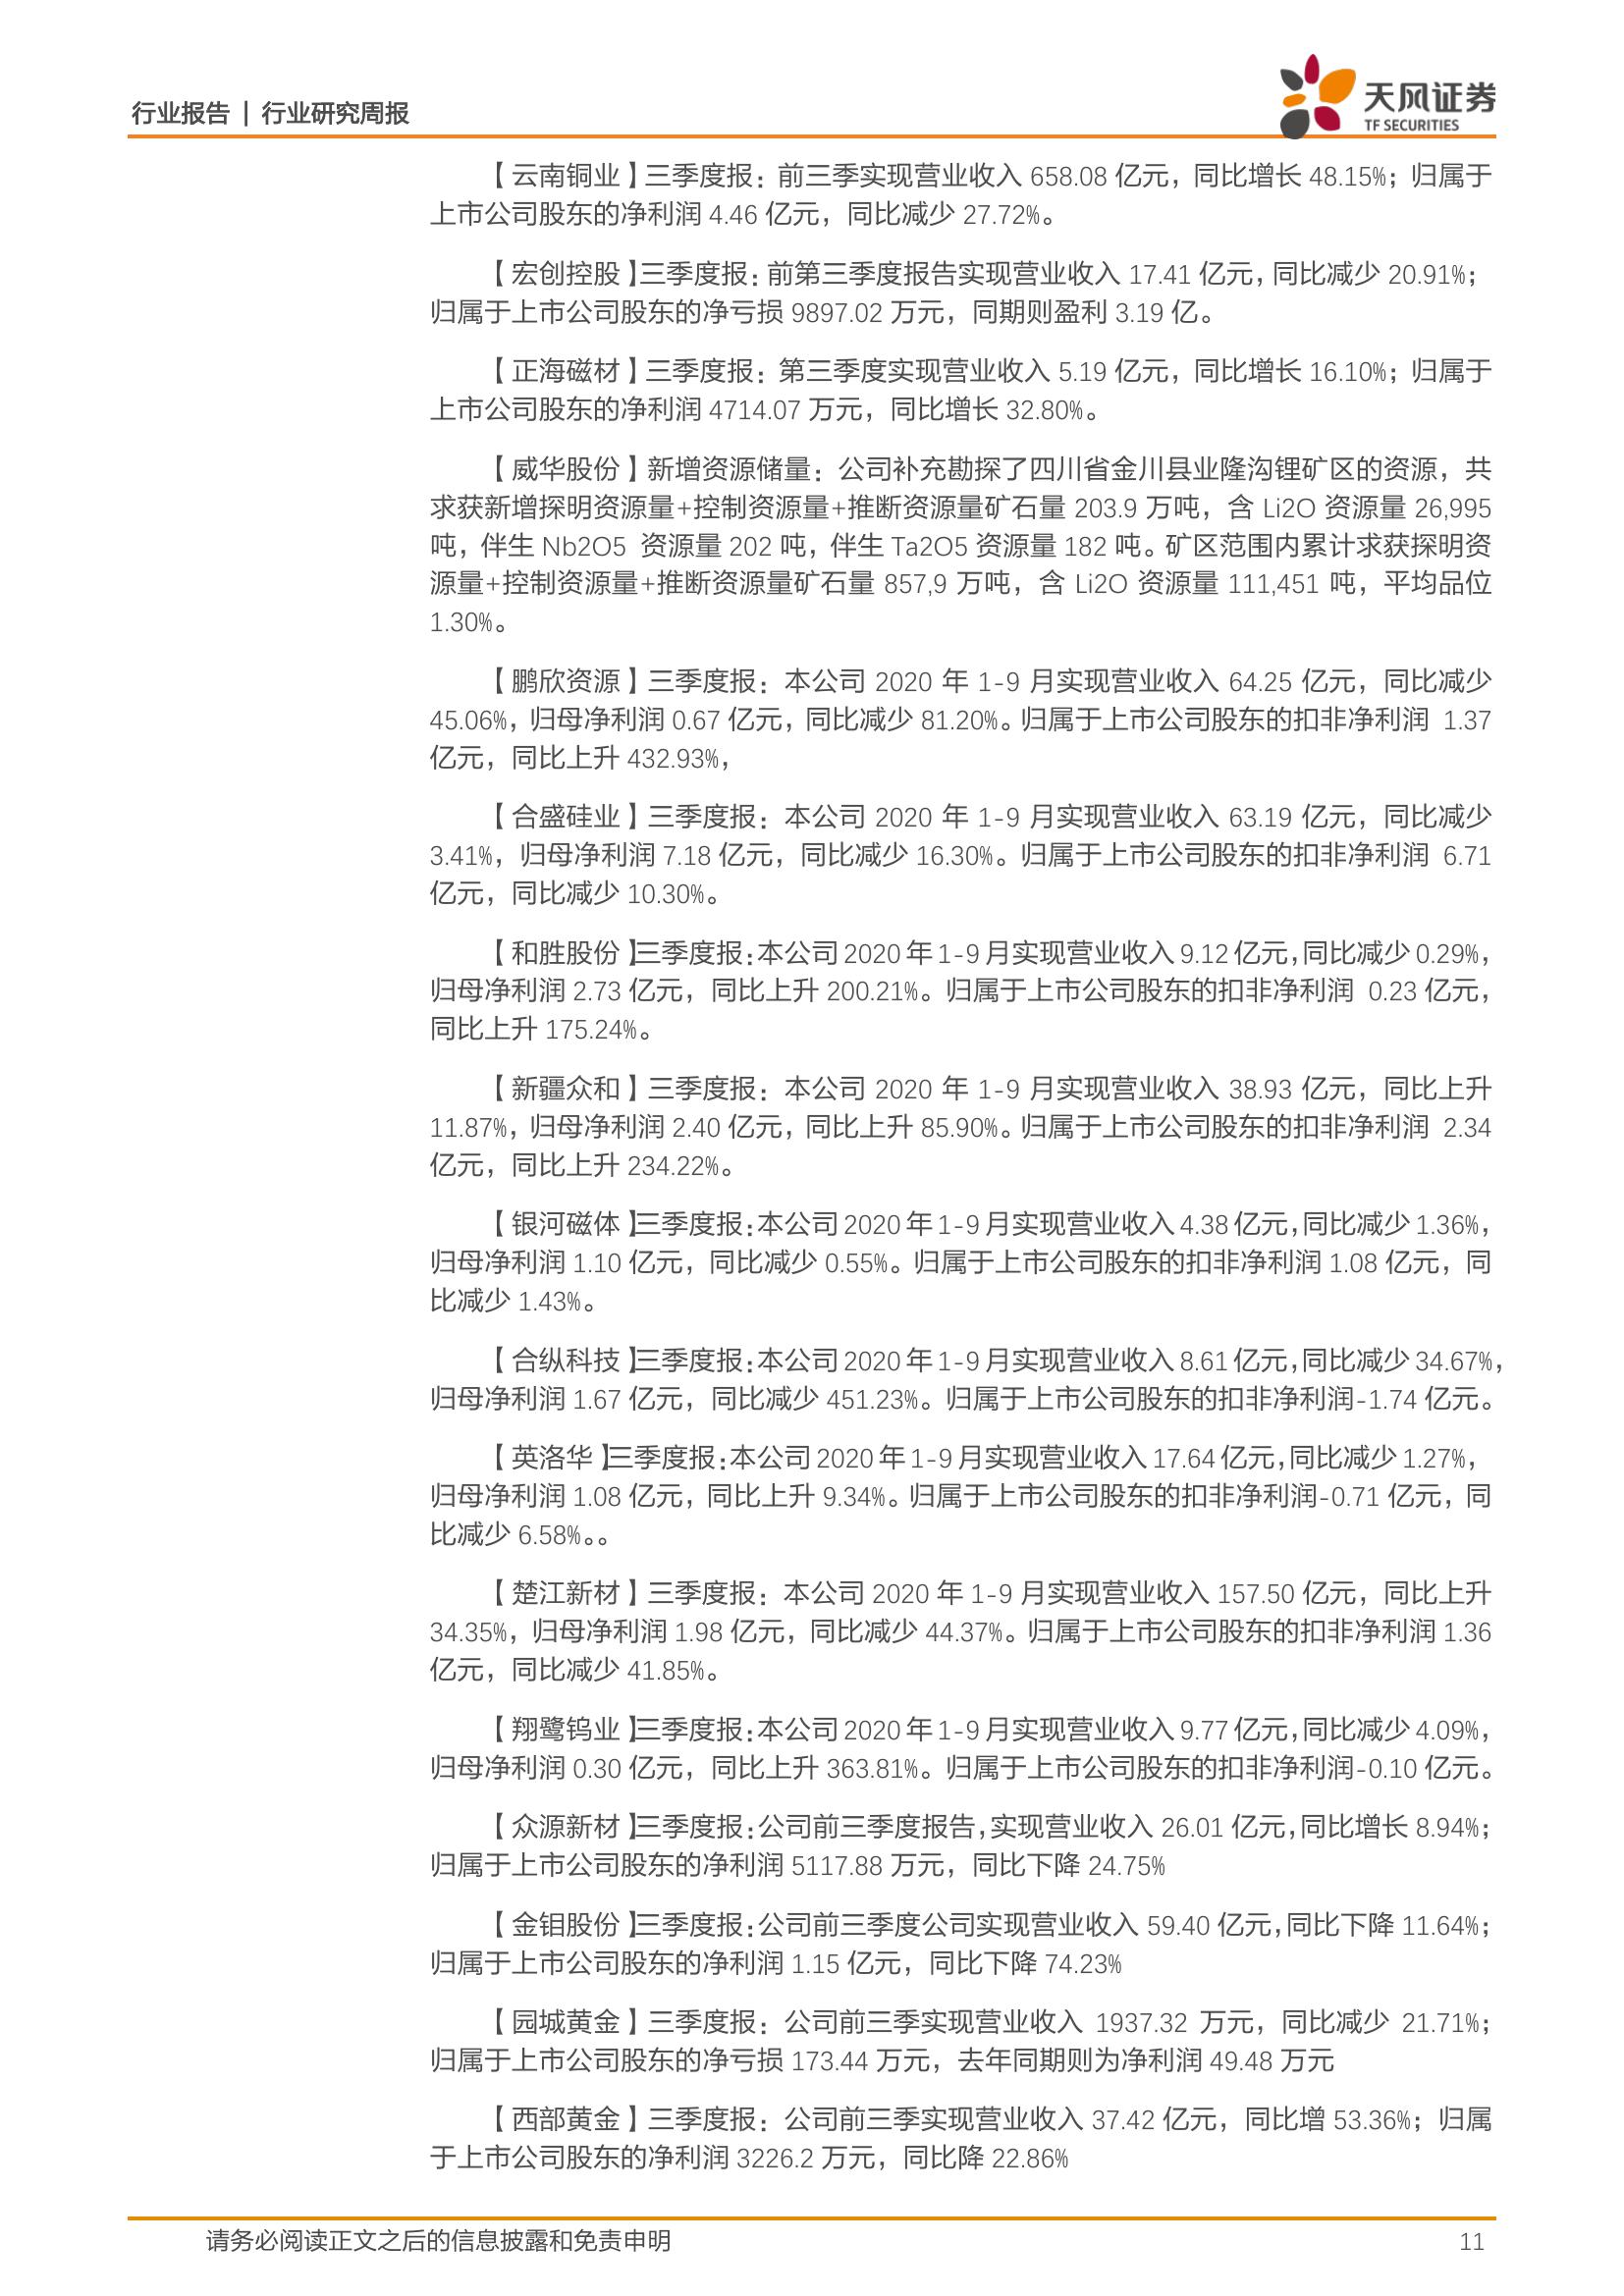 行业报告 | 行业研究周报
天风证券
TF SECURITIES
【云南铜业】三季度报：前三季实现营业收入 658.08 亿元，同比增长 48.15%；归属于
上市公司股东的净利润 4.46 亿元，同比减少 27.72%。
【宏创控股】三季度报：前第三季度报告实现营业收入 17.41 亿元，同比减少 20.91%；
归属于上市公司股东的净亏损 9897.02 万元，同期则盈利 3.19 亿。
【正海磁材】三季度报：第三季度实现营业收入 5.19 亿元，同比增长 16.10%；归属于
上市公司股东的净利润 4714.07 万元，同比增长 32.80%。
【威华股份】新增资源储量：公司补充勘探了四川省金川县业隆沟锂矿区的资源，共
求获新增探明资源量+控制资源量+推断资源量矿石量 203.9 万吨，含 Li2O 资源量 26,995
吨，伴生 Nb2O5 资源量 202 吨，伴生 Ta2O5 资源量 182 吨。矿区范围内累计求获探明资
源量+控制资源量+推断资源量矿石量 857,9 万吨，含 Li2O 资源量 111,451 吨，平均品位
1.30%。
【鹏欣资源】三季度报：本公司 2020 年 1-9 月实现营业收入 64.25 亿元，同比减少
45.06%，归母净利润 0.67 亿元，同比减少 81.20%。归属于上市公司股东的扣非净利润 1.37
亿元，同比上升 432.93%，
【合盛硅业】三季度报：本公司 2020 年 1-9 月实现营业收入 63.19 亿元，同比减少
3.41%，归母净利润 7.18 亿元，同比减少 16.30%。归属于上市公司股东的扣非净利润 6.71
亿元，同比减少 10.30%。
【和胜股份】三季度报：本公司 2020 年 1-9 月实现营业收入 9.12 亿元，同比减少 0.29%，
归母净利润 2.73 亿元，同比上升 200.21%。归属于上市公司股东的扣非净利润 0.23 亿元，
同比上升 175.24%。
【新疆众和】三季度报：本公司 2020 年 1-9 月实现营业收入 38.93 亿元，同比上升
11.87%，归母净利润 2.40 亿元，同比上升 85.90%。归属于上市公司股东的扣非净利润 2.34
亿元，同比上升 234.22%。
【银河磁体】三季度报：本公司 2020 年 1-9 月实现营业收入 4.38 亿元，同比减少 1.36%，
归母净利润 1.10 亿元，同比减少 0.55%。归属于上市公司股东的扣非净利润 1.08 亿元，同
比减少 1.43%。
【合纵科技】三季度报：本公司 2020 年 1-9 月实现营业收入 8.61 亿元，同比减少 34.67%，
归母净利润 1.67 亿元，同比减少 451.23%。归属于上市公司股东的扣非净利润-1.74 亿元。
【英洛华】三季度报：本公司 2020 年 1-9 月实现营业收入 17.64 亿元，同比减少 1.27%，
归母净利润 1.08 亿元，同比上升 9.34%。归属于上市公司股东的扣非净利润-0.71 亿元，同
比减少 6.58%。。
【楚江新材】三季度报：本公司 2020 年 1-9 月实现营业收入 157.50 亿元，同比上升
34.35%，归母净利润 1.98 亿元，同比减少 44.37%。归属于上市公司股东的扣非净利润 1.36
亿元，同比减少 41.85%。
【翔鹭钨业】三季度报：本公司 2020 年 1-9 月实现营业收入 9.77 亿元，同比减少 4.09%，
归母净利润 0.30 亿元，同比上升 363.81%。归属于上市公司股东的扣非净利润-0.10 亿元。
【众源新材】三季度报：公司前三季度报告，实现营业收入 26.01 亿元，同比增长 8.94%；
归属于上市公司股东的净利润 5117.88 万元，同比下降 24.75%
【金钼股份】三季度报：公司前三季度公司实现营业收入 59.40 亿元，同比下降 11.64%；
归属于上市公司股东的净利润 1.15 亿元，同比下降 74.23%
【园城黄金】三季度报：公司前三季实现营业收入 1937.32 万元，同比减少 21.71%；
归属于上市公司股东的净亏损 173.44 万元，去年同期则为净利润 49.48 万元
【西部黄金】三季度报：公司前三季实现营业收入 37.42 亿元，同比增 53.36%；归属
于上市公司股东的净利润 3226.2 万元，同比降 22.86%
请务必阅读正文之后的信息披露和免责申明
11